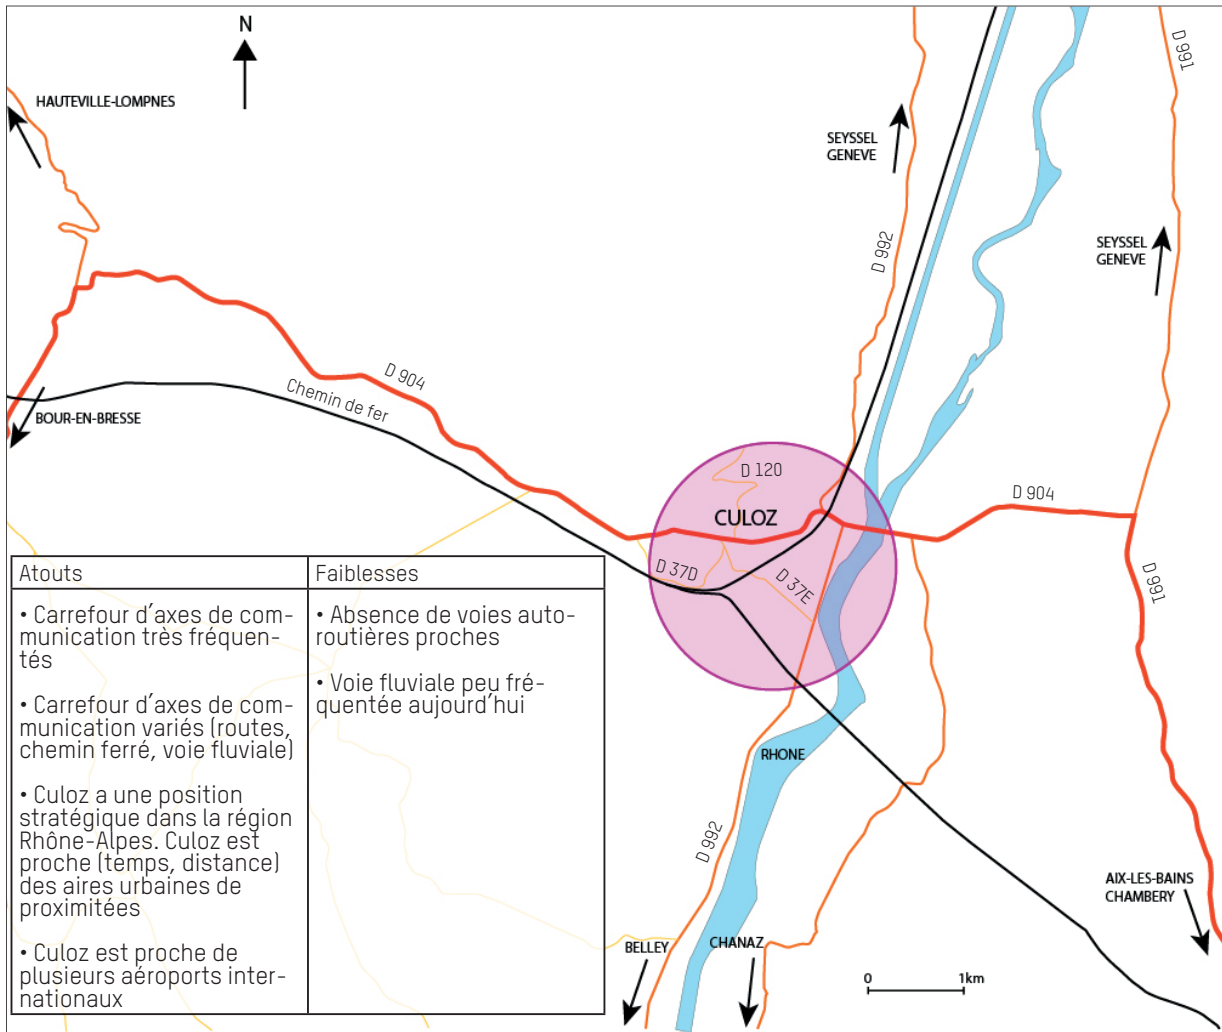 N
HAUTEVILLE-LOMPNES
D 991
SEYSSEL
GENEVE
D 992
SEYSSEL
GENEVE
D 904
Chemin de fer
BOUR-EN-BRESSE
D 120
D 904
CULOZ
D 37D
D 37E
D 991
Atouts
• Carrefour d'axes de com-
munication très fréquen-
tés
• Carrefour d'axes de com-
munication variés (routes,
chemin ferré, voie fluviale)
• Culoz a une position
stratégique dans la région
Rhône-Alpes. Culoz est
proche (temps, distance)
des aires urbaines de
proximitées
• Culoz est proche de
plusieurs aéroports inter-
nationaux
Faiblesses
• Absence de voies auto-
routières proches
• Voie fluviale peu fré-
quentée aujourd'hui
RHONE
D 992
AIX-LES-BAINS
CHAMBERY
BELLEY
CHANAZ
0 1km